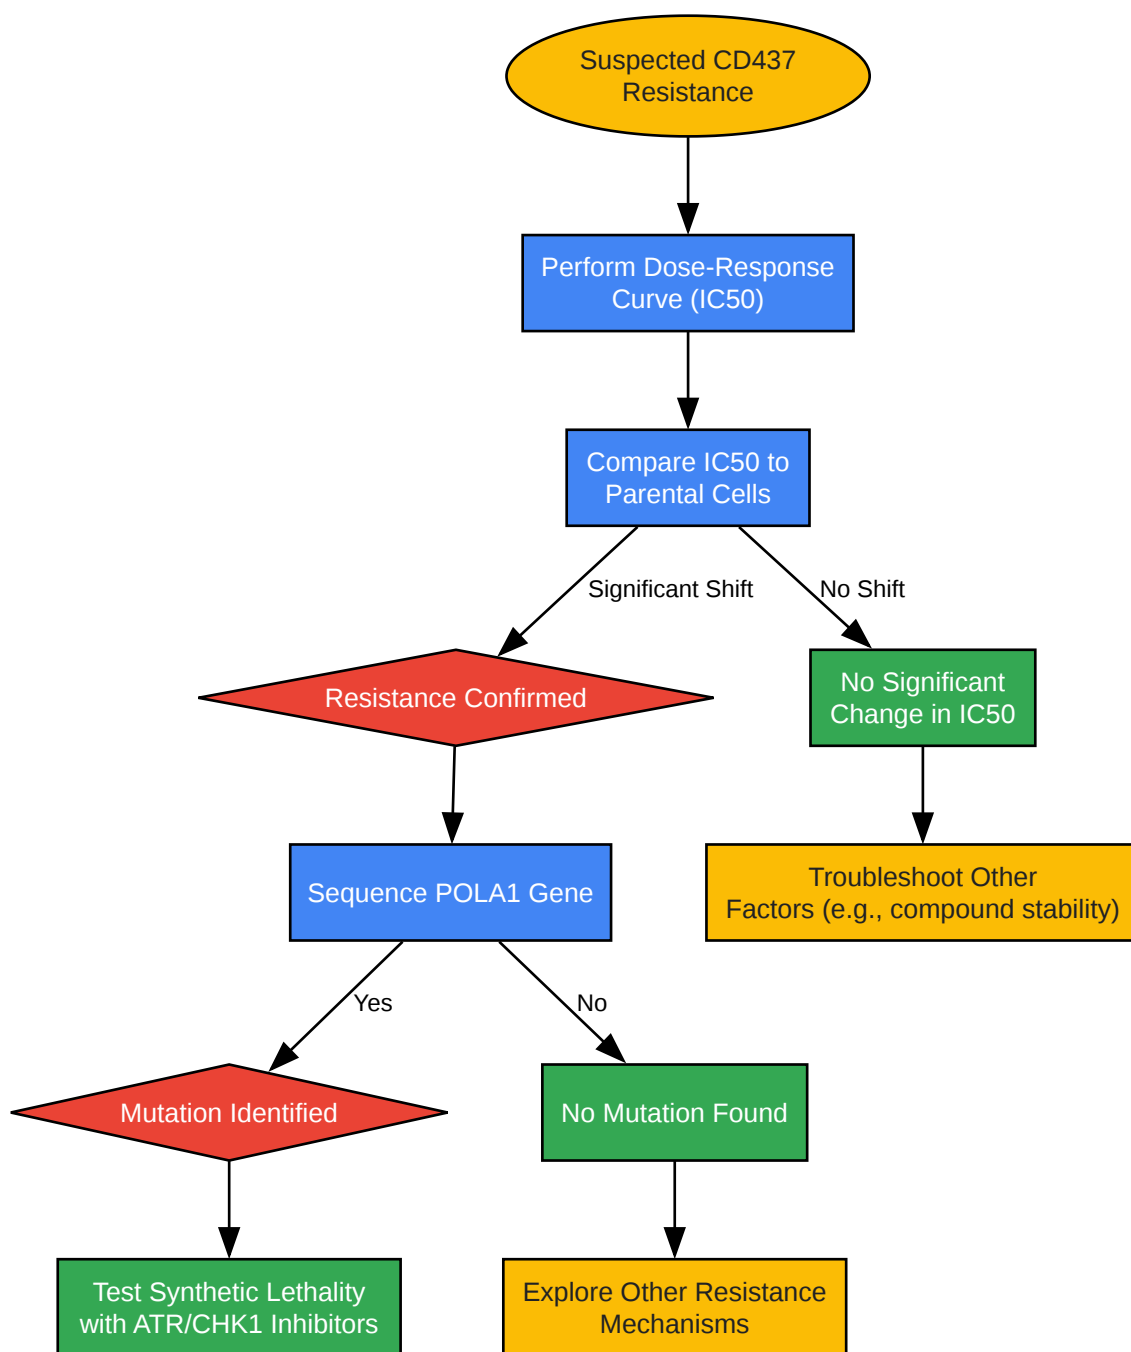 Suspected CD437
Resistance
Perform Dose-Response
Curve (IC50)
Compare IC50 to
Parental Cells
Significant Shift
No Shift
Resistance Confirmed
No Significant
Change in IC50
Sequence POLA1 Gene
Troubleshoot Other
Factors (e.g., compound stability)
Yes
No
Mutation Identified
No Mutation Found
Test Synthetic Lethality
with ATR/CHK1 Inhibitors
Explore Other Resistance
Mechanisms